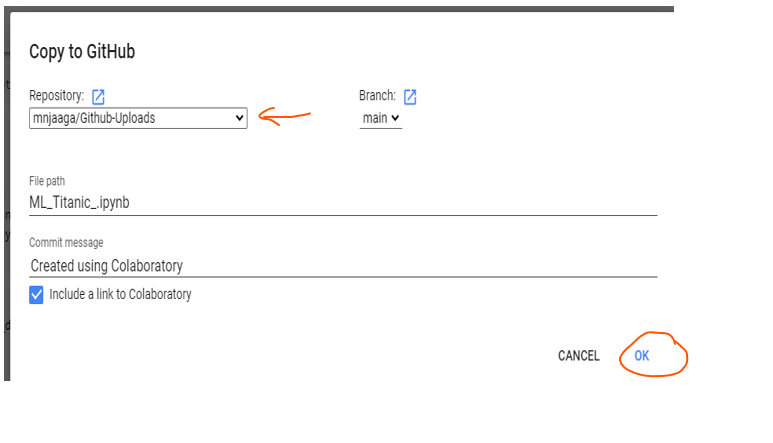 Copy to GitHub
Repository:
Branch:
mnjaaga/Github-Uploads
main
File path
ML_Titanic_.ipynb
Commit message
Created using Colaboratory
Include a link to Colaboratory
CANCEL
OK